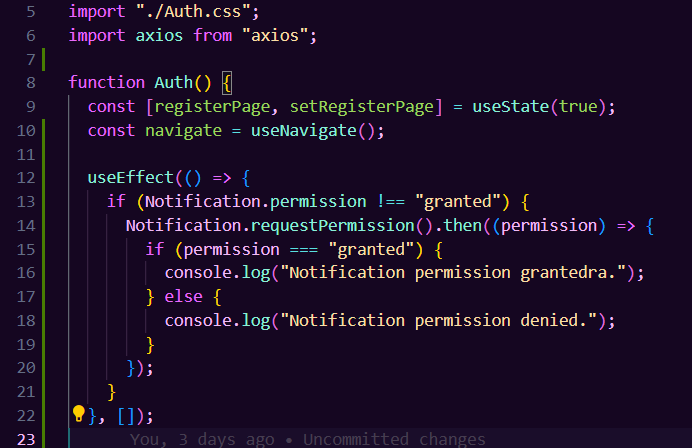 5 import "./Auth.css";
6 import axios from "axios";
7
8 function Auth() {
9 const [registerPage, setRegisterPage] = useState(true);
10 const navigate = useNavigate();
11
12 useEffect(() => {
13 if (Notification.permission !== "granted") {
14 Notification.requestPermission().then((permission) => {
15 if (permission === "granted") {
16 console.log("Notification permission grantedra.");
17 } else {
18 console.log("Notification permission denied.");
19 }
20 });
21 }
22 }, []);
23 You, 3 days ago • Uncommitted changes